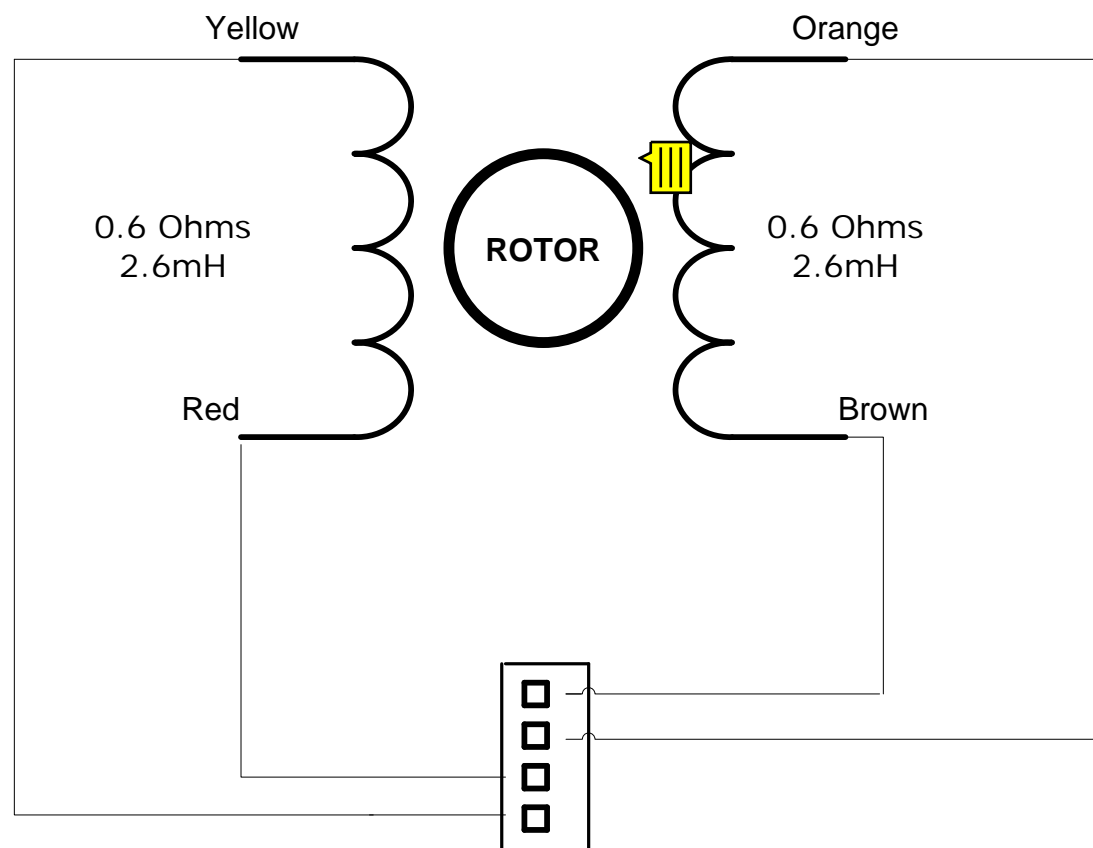 Yellow
Orange
0.6 Ohms
2.6mH
ROTOR
0.6 Ohms
2.6mH
Red
Brown